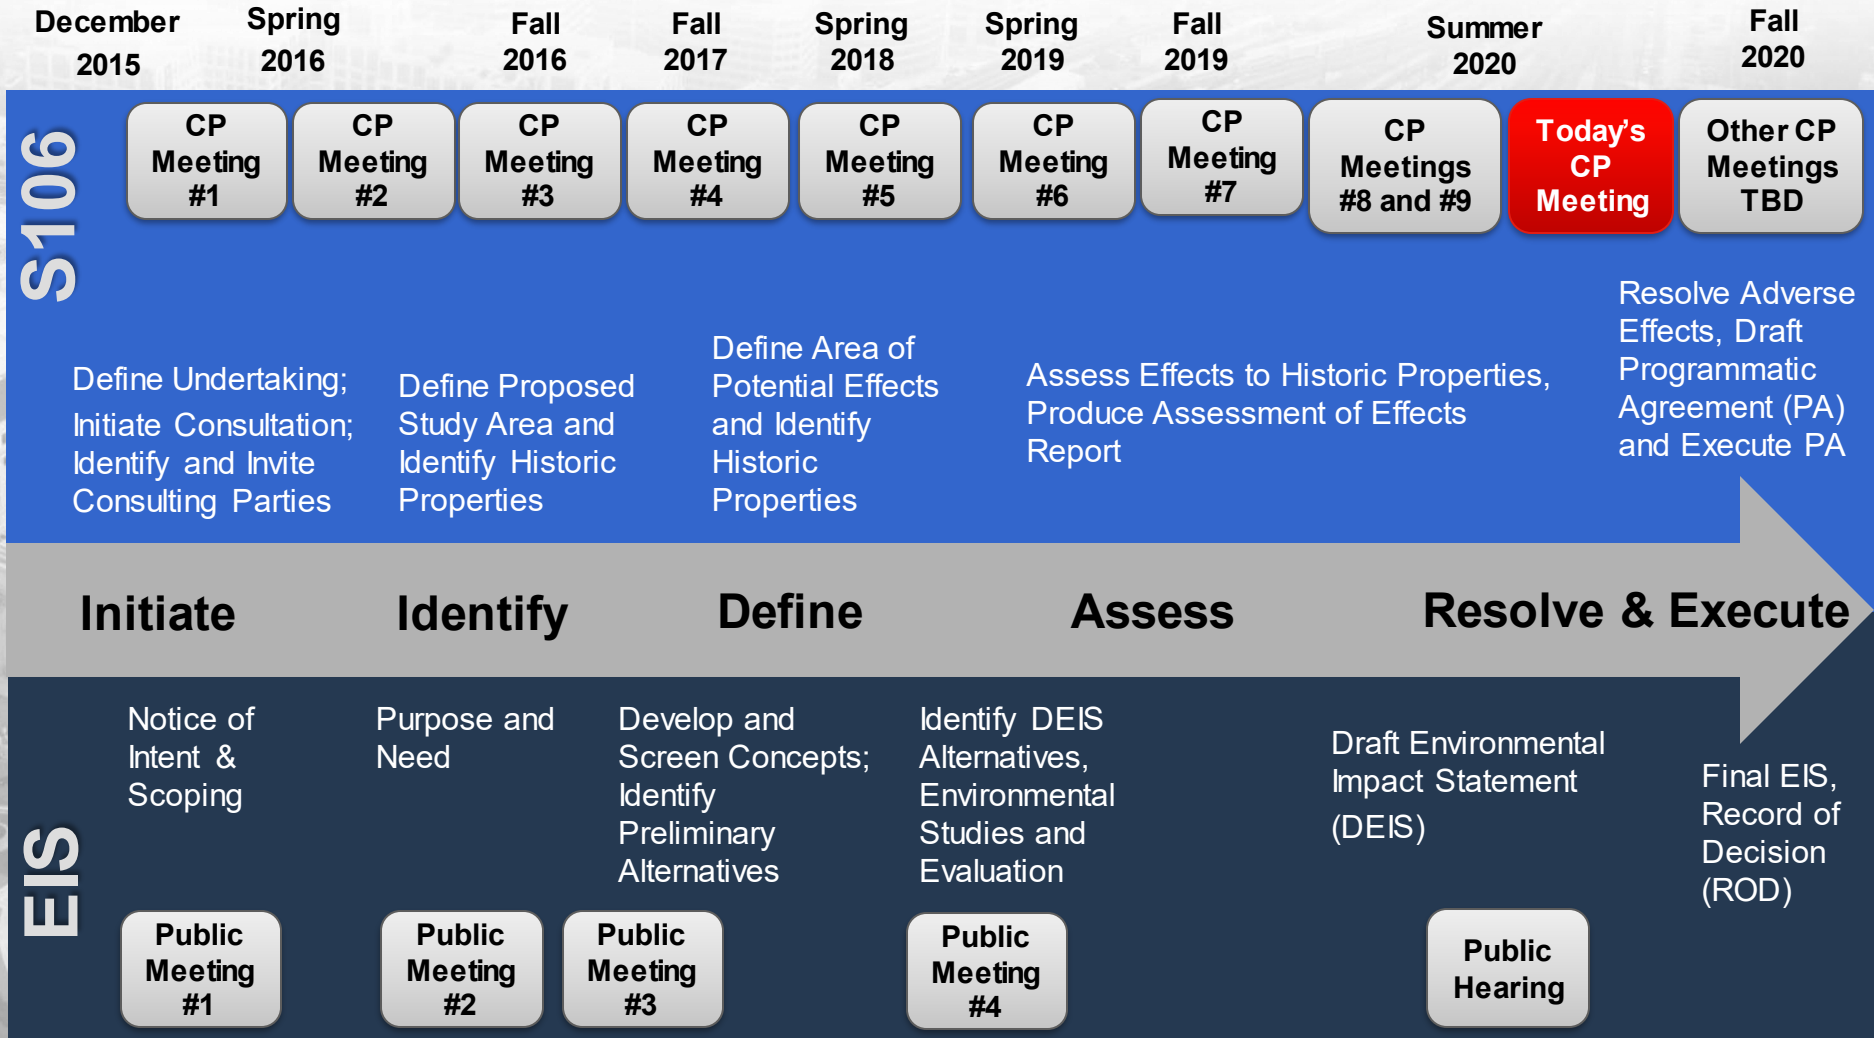 December
2015
Spring
2016
Fall
2016
Fall
2017
Spring
2018
Spring
2019
Fall
2019
Summer
2020
Fall
2020
S106
CP
Meeting
#1
CP
Meeting
#2
CP
Meeting
#3
CP
Meeting
#4
CP
Meeting
#5
CP
Meeting
#6
CP
Meeting
#7
CP
Meetings
#8 and #9
Today's
CP
Meeting
Other CP
Meetings
TBD
Define Undertaking;
Initiate Consultation;
Identify and Invite
Consulting Parties
Define Proposed
Study Area and
Identify Historic
Properties
Define Area of
Potential Effects
and Identify
Historic
Properties
Assess Effects to Historic Properties,
Produce Assessment of Effects
Report
Resolve Adverse
Effects, Draft
Programmatic
Agreement (PA)
and Execute PA
Initiate
Identify
Define
Assess
Resolve & Execute
EIS
Notice of
Intent &
Scoping
Purpose and
Need
Develop and
Screen Concepts;
Identify
Preliminary
Alternatives
Identify DEIS
Alternatives,
Environmental
Studies and
Evaluation
Draft Environmental
Impact Statement
(DEIS)
Final EIS,
Record of
Decision
(ROD)
Public
Meeting
#1
Public
Meeting
#2
Public
Meeting
#3
Public
Meeting
#4
Public
Hearing